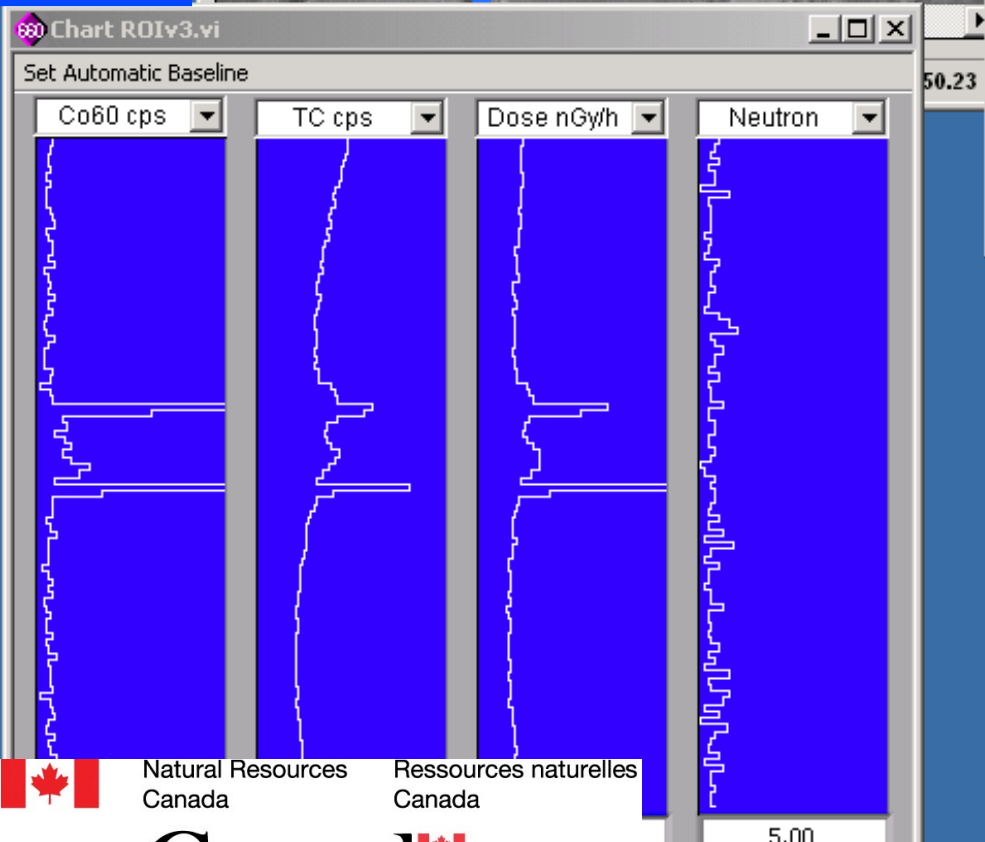 Chart ROIv3.vi
Set Automatic Baseline
50.23
Co60 cps
TC cps
Dose nGy/h
Neutron
Natural Resources
Canada
Ressources naturelles
Canada
5.00